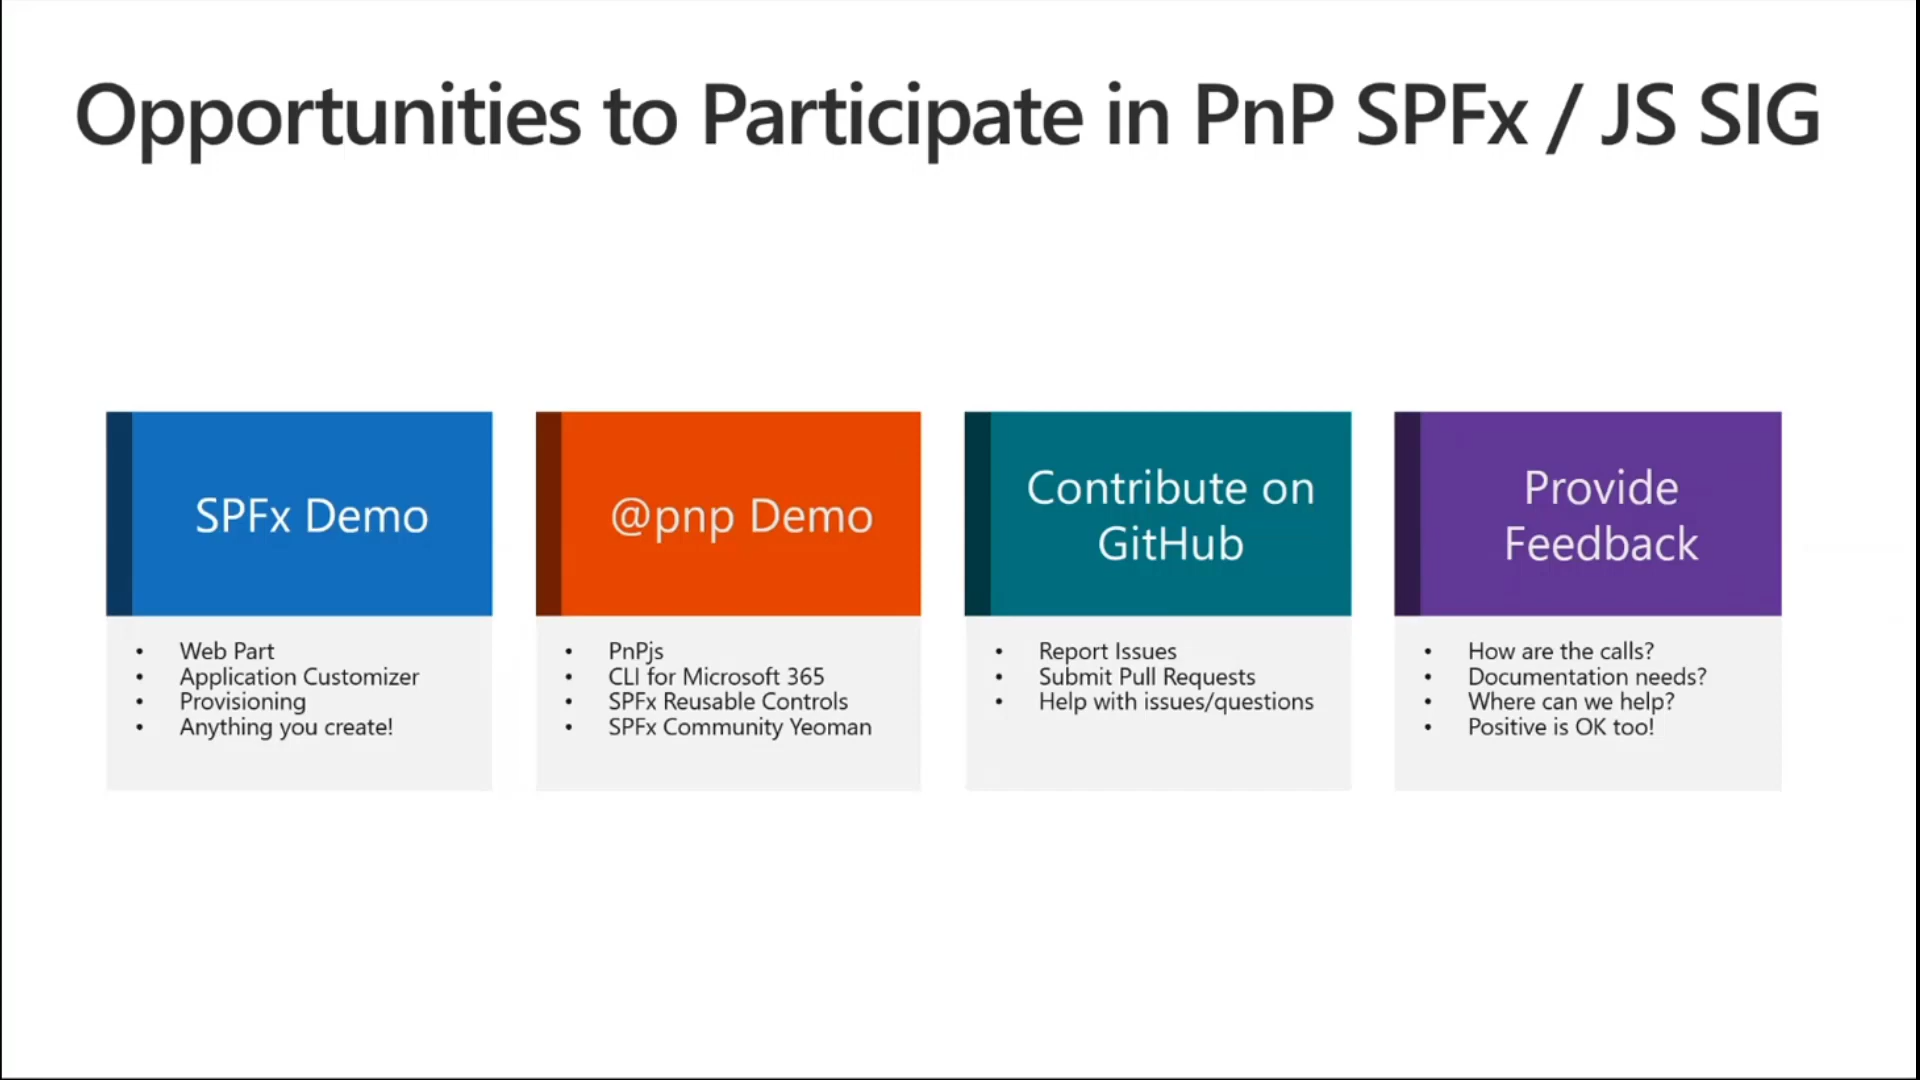 Opportunities to Participate in PnP SPFx / JS SIG
SPFx Demo
• Web Part
• Application Customizer
• Provisioning
• Anything you create!
@pnp Demo
• PnPjs
• CLI for Microsoft 365
• SPFx Reusable Controls
• SPFx Community Yeoman
Contribute on
GitHub
• Report Issues
• Submit Pull Requests
• Help with issues/questions
Provide
Feedback
• How are the calls?
• Documentation needs?
• Where can we help?
• Positive is OK too!